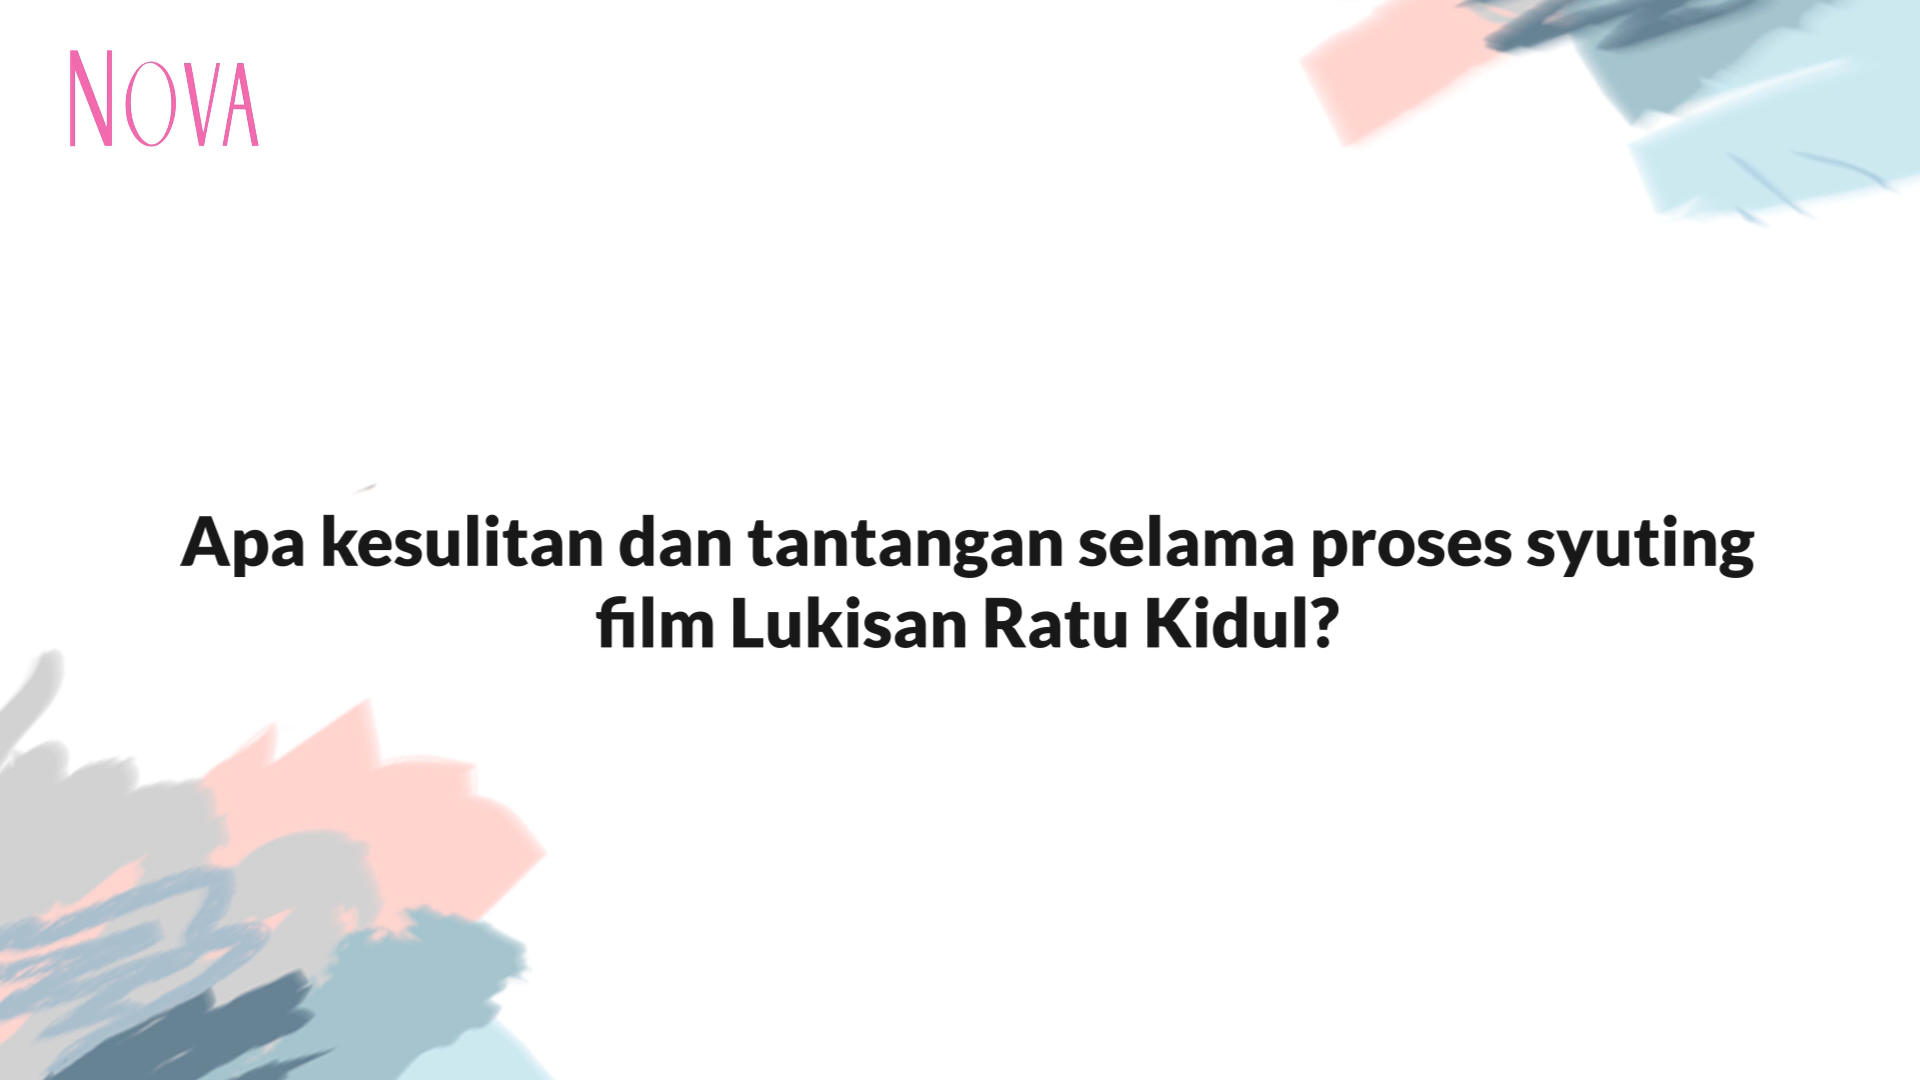 NOVA
Apa kesulitan dan tantangan selama proses syuting
film Lukisan Ratu Kidul?